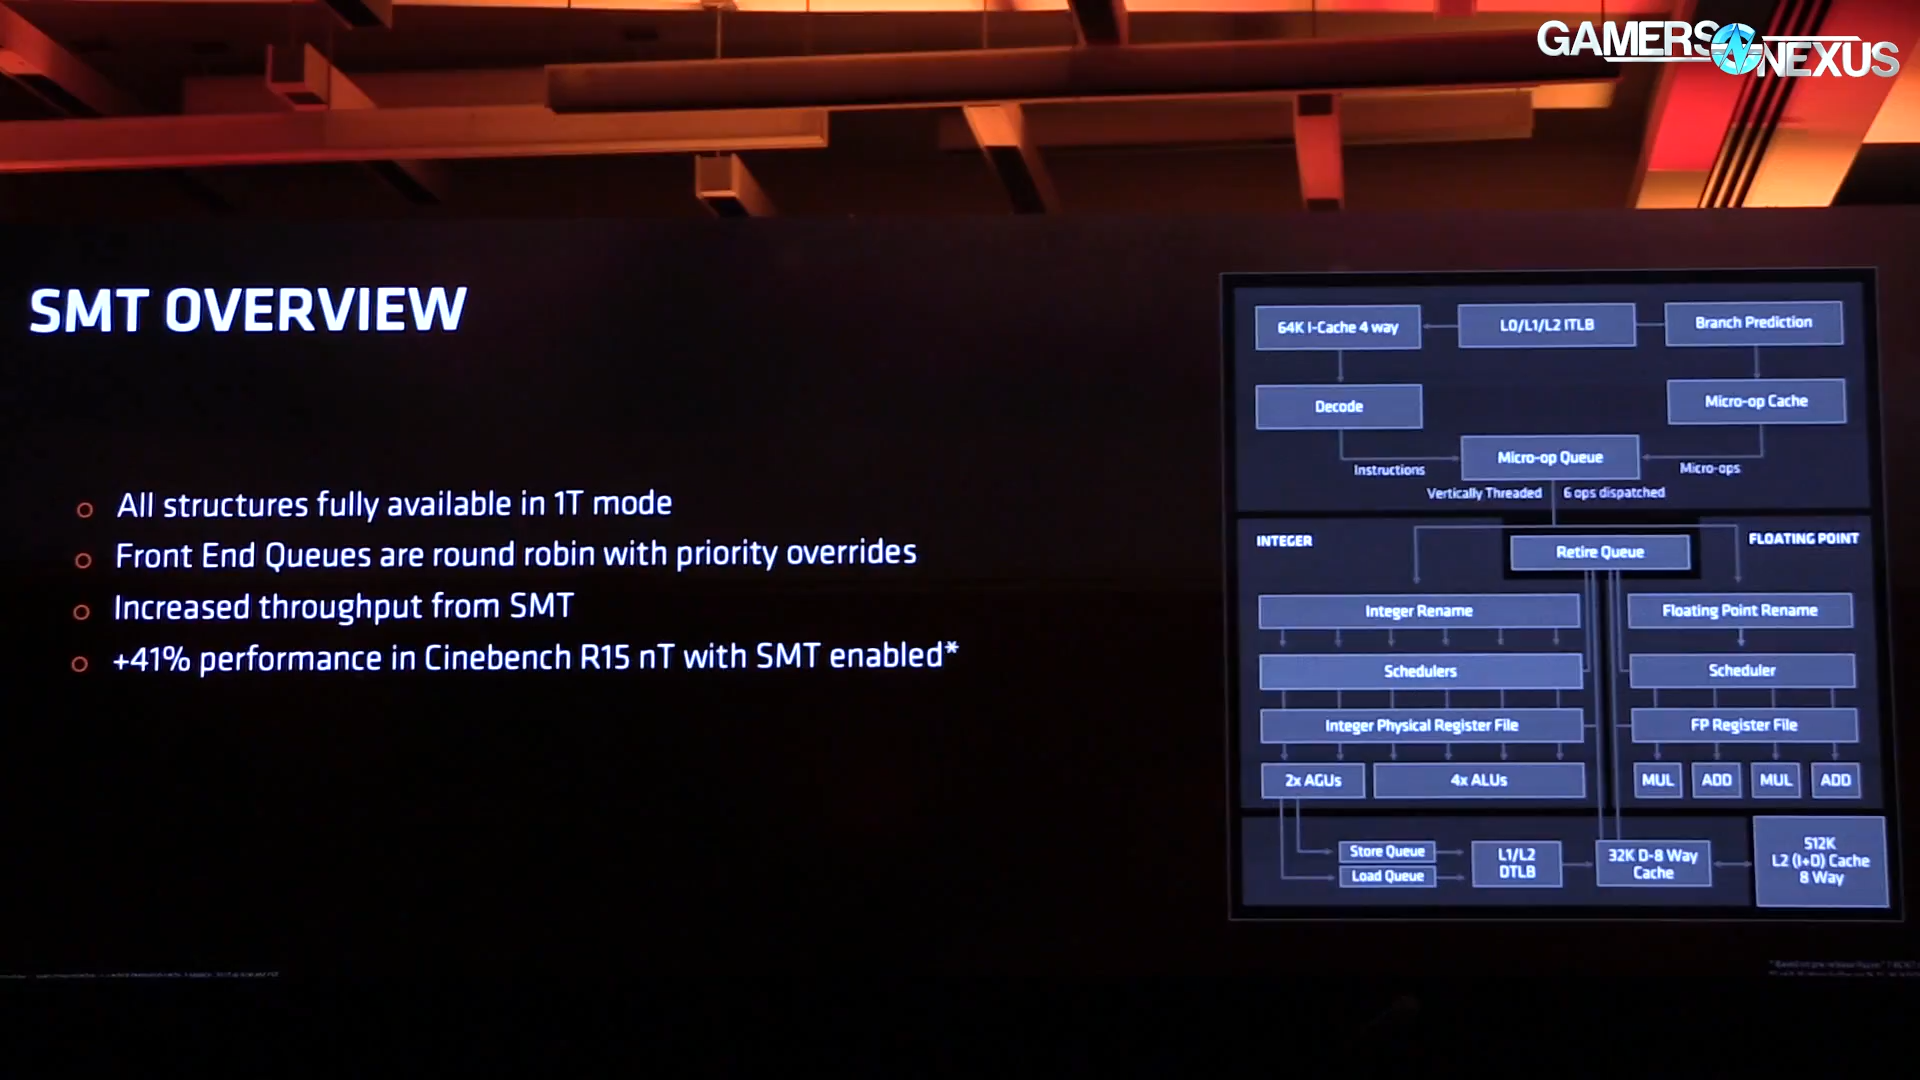 GAMERS NEXUS
SMT OVERVIEW
All structures fully available in 1T mode
Front End Queues are round robin with priority overrides
Increased throughput from SMT
+41% performance in Cinebench R15 nT with SMT enabled*
64K I-Cache 4 way
L0/L1/L2 ITLB
Branch Prediction
Decode
Micro-op Cache
Micro-op Queue
Instructions
Micro-ops
Vertically Threaded
6 ops dispatched
INTEGER
Retire Queue
FLOATING POINT
Integer Rename
Floating Point Rename
Schedulers
Scheduler
Integer Physical Register File
FP Register File
2x AGUs
4x ALUs
MUL
ADD
MUL
ADD
Store Queue
Load Queue
L1/L2
DTLB
32K D-8 Way
Cache
512K
L2 (I+D) Cache
8 Way